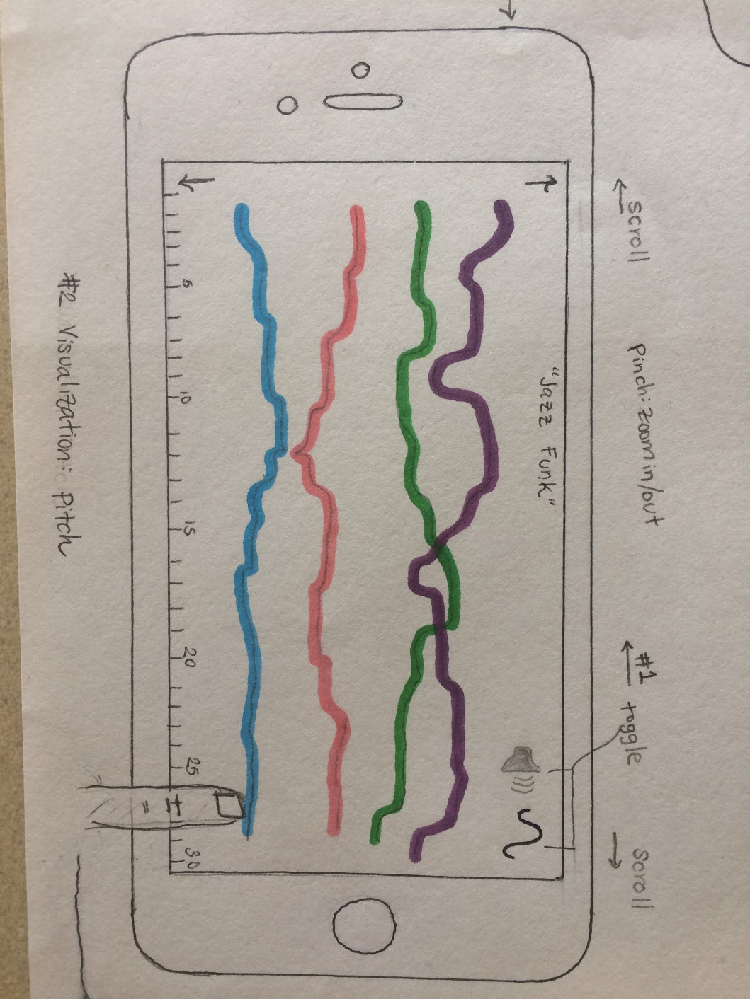 scroll
Pinch: zoom in/out
#1 toggle
scroll
"Jazz Funk"
5
10
15
20
25
30
#2 Visualization: Pitch